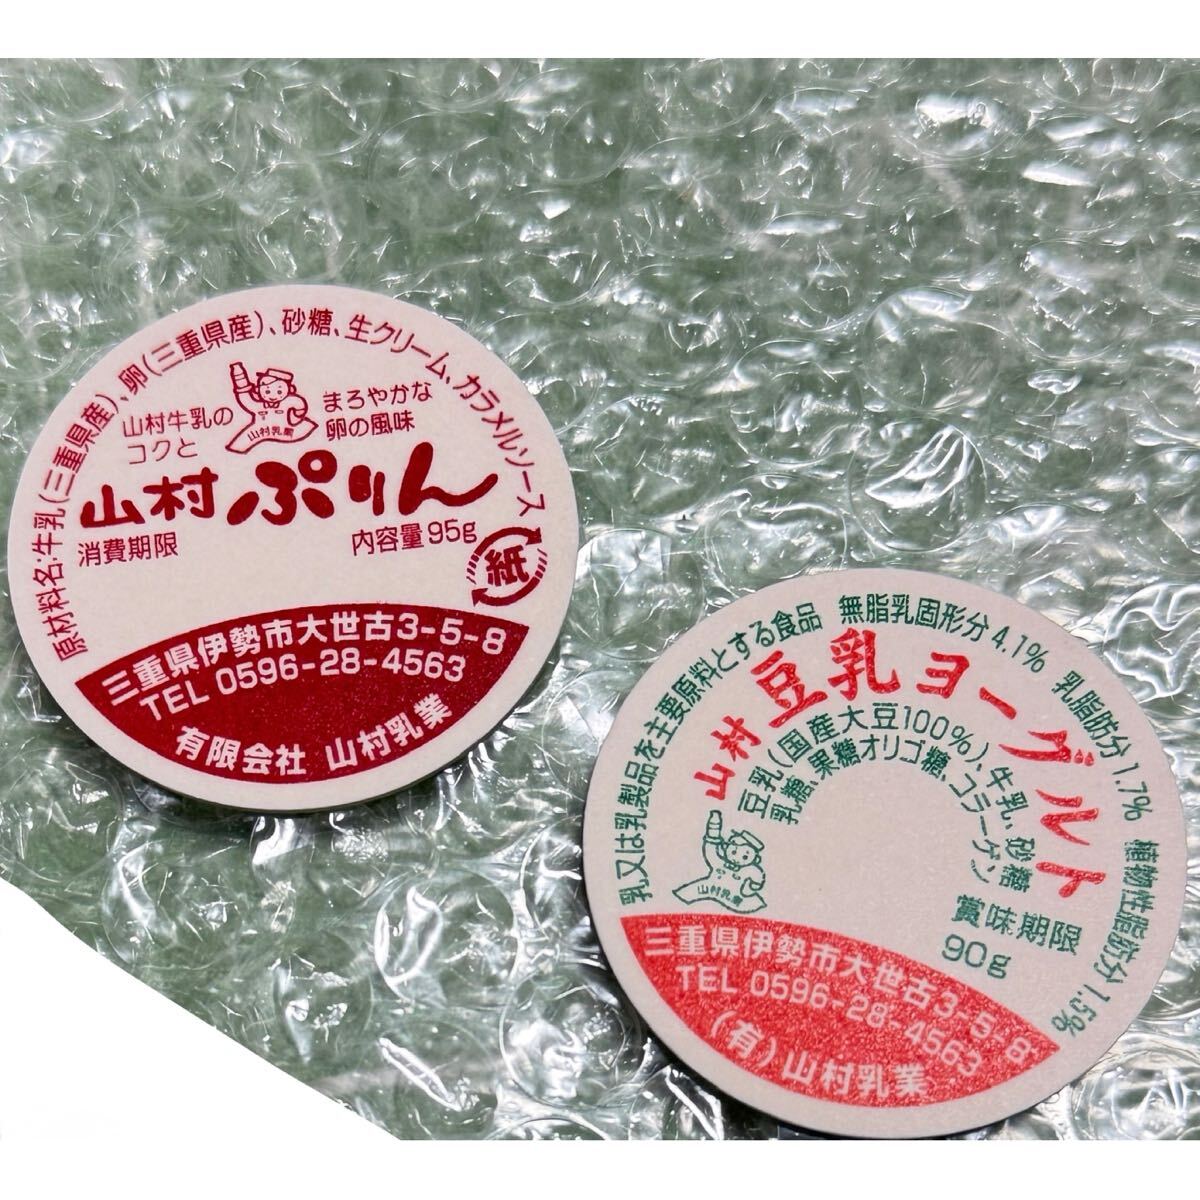 原材料名:牛乳(三重県産)、卵(三重県産)、砂糖、生クリーム、カラメルソース
山村牛乳の
コクと
山村乳業
まろやかな
卵の風味
山村ぷりん
消費期限
内容量95g
紙
三重県伊勢市大世古3-5-8
TEL 0596-28-4563
有限会社 山村乳業
乳又は乳製品を主要原料とする食品 無脂乳固形分4.1% 乳脂肪分1.7% 植物性脂肪分1.5%
山村豆乳ヨーグルト
豆乳(国産大豆100%)、牛乳、砂糖
乳糖、果糖オリゴ糖、コラーゲン
山村乳業
賞味期限
90g
三重県伊勢市大世古3-5-8
TEL 0596-28-4563
(有)山村乳業